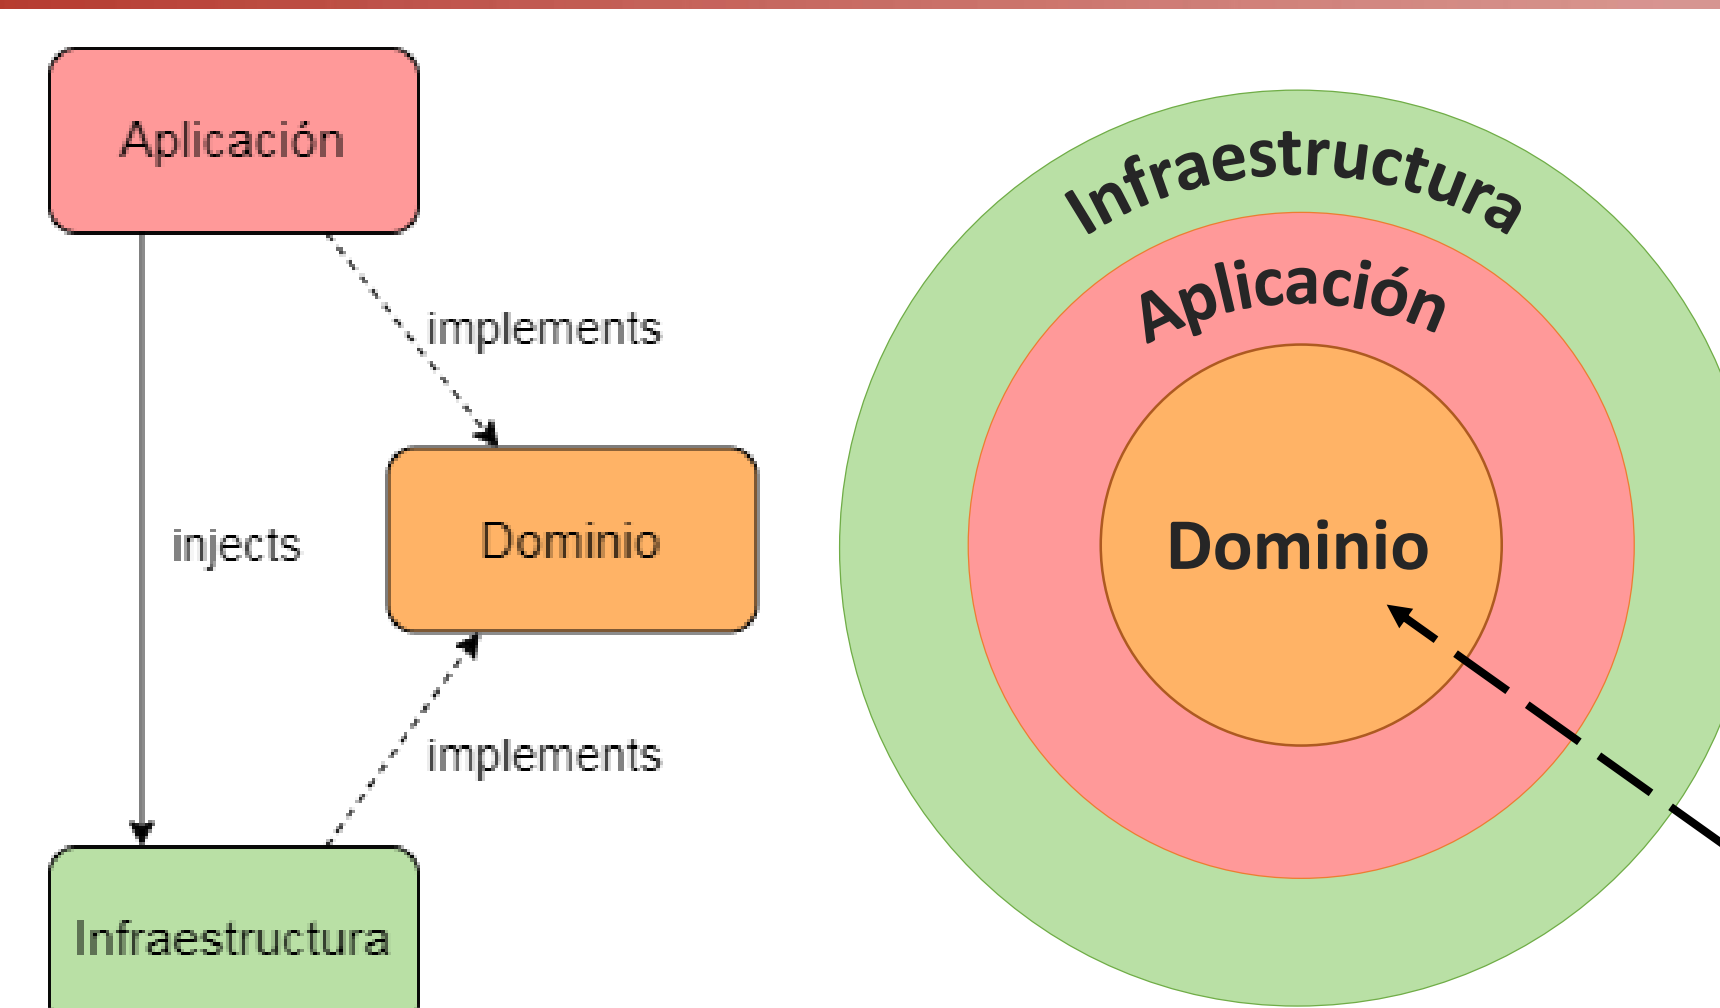 Aplicación
implements
injects
Dominio
implements
Infraestructura
Infraestructura
Aplicación
Dominio